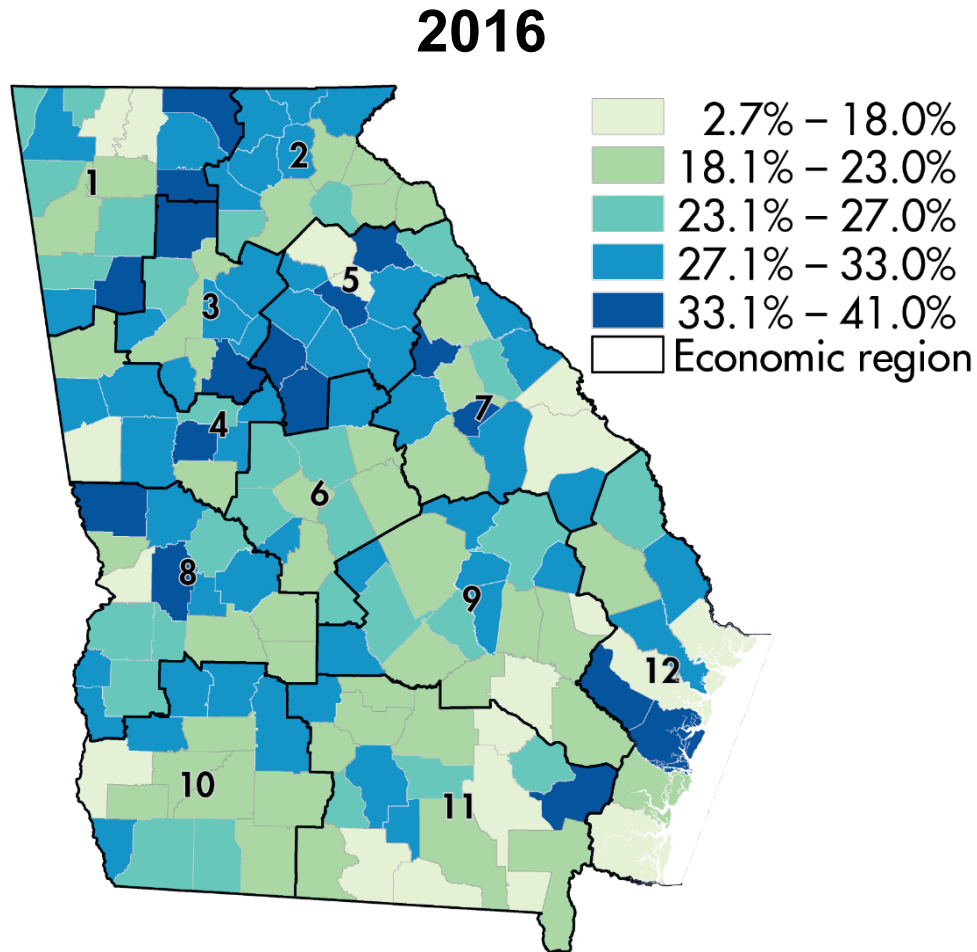 2016
2.7% – 18.0%
18.1% – 23.0%
23.1% – 27.0%
27.1% – 33.0%
33.1% – 41.0%
Economic region
1
2
3
4
5
6
7
8
9
10
11
12